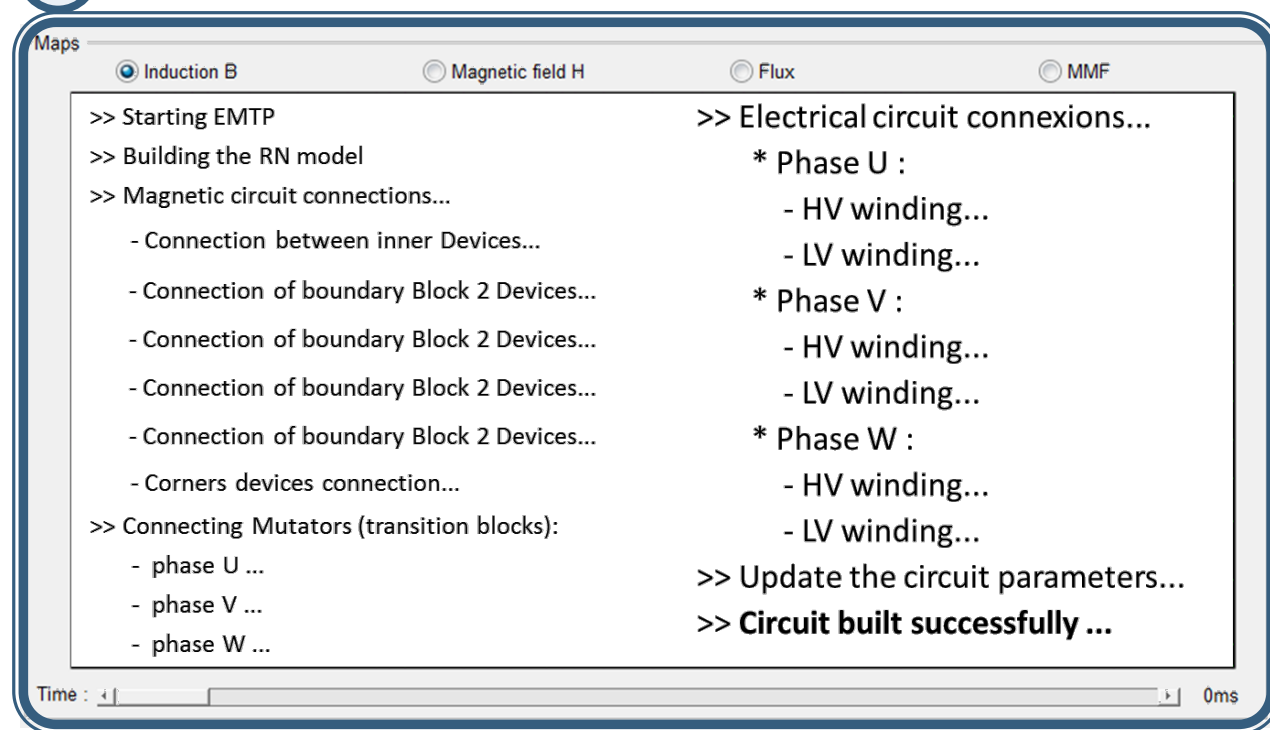 Maps
Induction B
Magnetic field H
Flux
MMF
>> Starting EMTP
>> Building the RN model
>> Magnetic circuit connections...
- Connection between inner Devices...
- Connection of boundary Block 2 Devices...
- Connection of boundary Block 2 Devices...
- Connection of boundary Block 2 Devices...
- Connection of boundary Block 2 Devices...
- Corners devices connection...
>> Connecting Mutators (transition blocks):
- phase U ...
- phase V ...
- phase W ...
>> Electrical circuit connexions...
* Phase U :
- HV winding...
- LV winding...
* Phase V :
- HV winding...
- LV winding...
* Phase W :
- HV winding...
- LV winding...
>> Update the circuit parameters...
>> Circuit built successfully ...
Time :
0ms